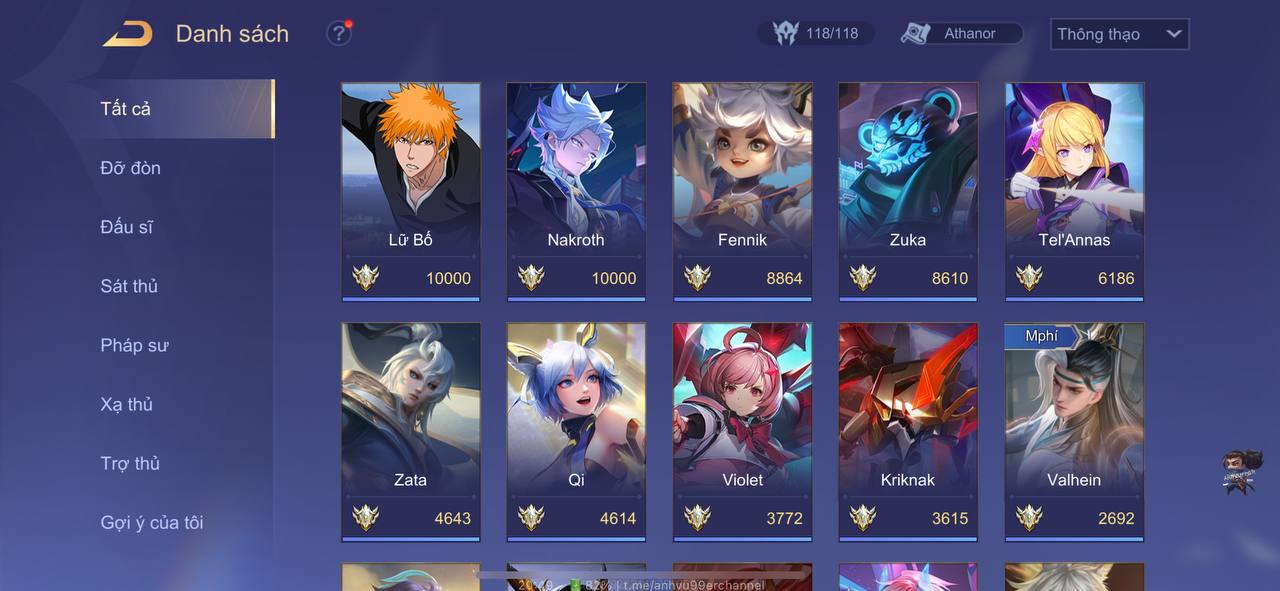 Danh sách
?
118/118
Athanor
Thông thạo
Tất cả
Đỡ đòn
Đấu sĩ
Sát thủ
Pháp sư
Xạ thủ
Trợ thủ
Gợi ý của tôi
Lữ Bố
Nakroth
Fennik
Zuka
Tel'Annas
10000
10000
8864
8610
6186
Mphí
Zata
Qi
Violet
Kriknak
Valhein
4643
4614
3772
3615
2692
82% | t.me/anhvu99erchannel